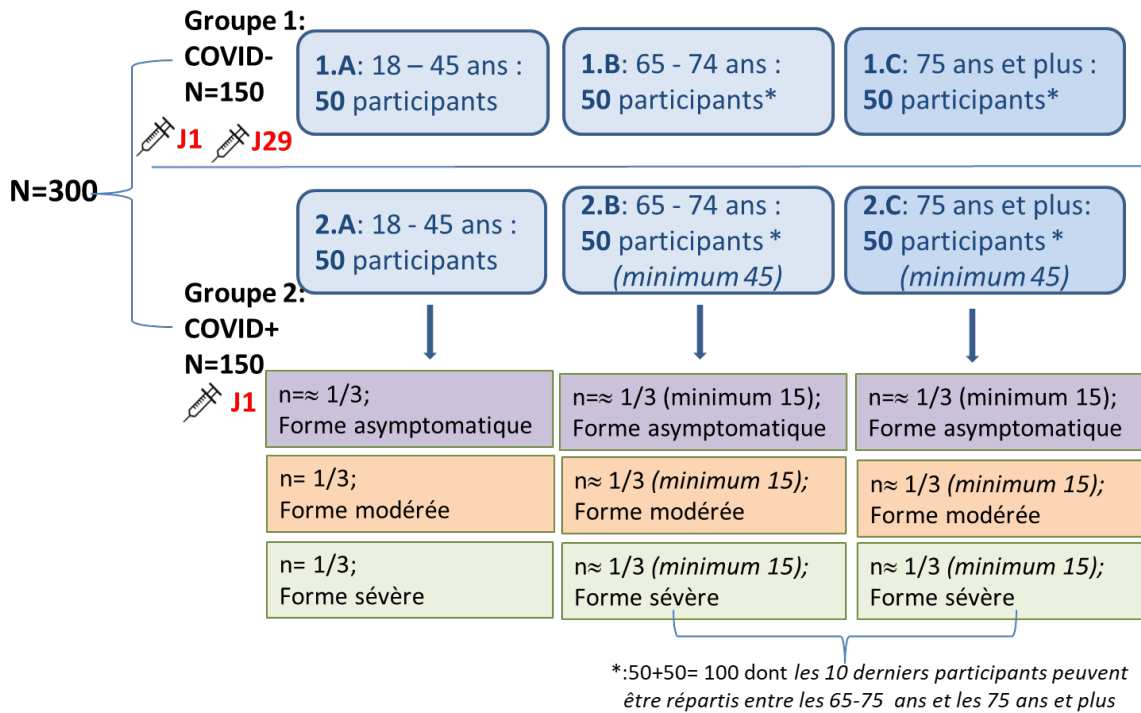 N=300
Groupe 1:
COVID-
N=150
J1 J29
1.A: 18 – 45 ans :
50 participants
1.B: 65 - 74 ans :
50 participants*
1.C: 75 ans et plus :
50 participants*
Groupe 2:
COVID+
N=150
J1
2.A: 18 - 45 ans :
50 participants
2.B: 65 - 74 ans :
50 participants *
(minimum 45)
2.C: 75 ans et plus:
50 participants *
(minimum 45)
n=≈ 1/3;
Forme asymptomatique
n=≈ 1/3 (minimum 15);
Forme asymptomatique
n=≈ 1/3 (minimum 15);
Forme asymptomatique
n= 1/3;
Forme modérée
n≈ 1/3 (minimum 15);
Forme modérée
n≈ 1/3 (minimum 15);
Forme modérée
n= 1/3;
Forme sévère
n≈ 1/3 (minimum 15);
Forme sévère
n≈ 1/3 (minimum 15);
Forme sévère
*:50+50= 100 dont les 10 derniers participants peuvent
être répartis entre les 65-75 ans et les 75 ans et plus